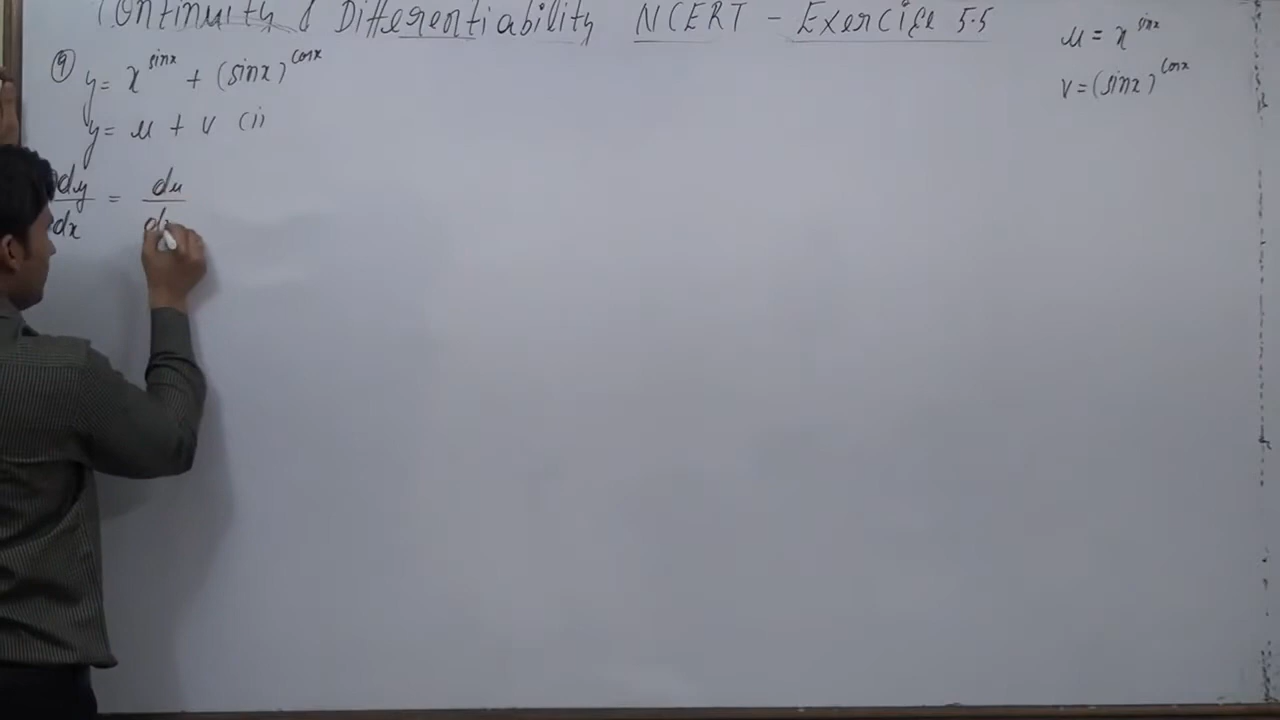 Continuity & Differentiability NCERT - Exercise 5.5
⑨ y = x^sinx + (sinx)^cosx
y = u + v (i)
dy/dx = du/dx
u = x^sinx
v = (sinx)^cosx